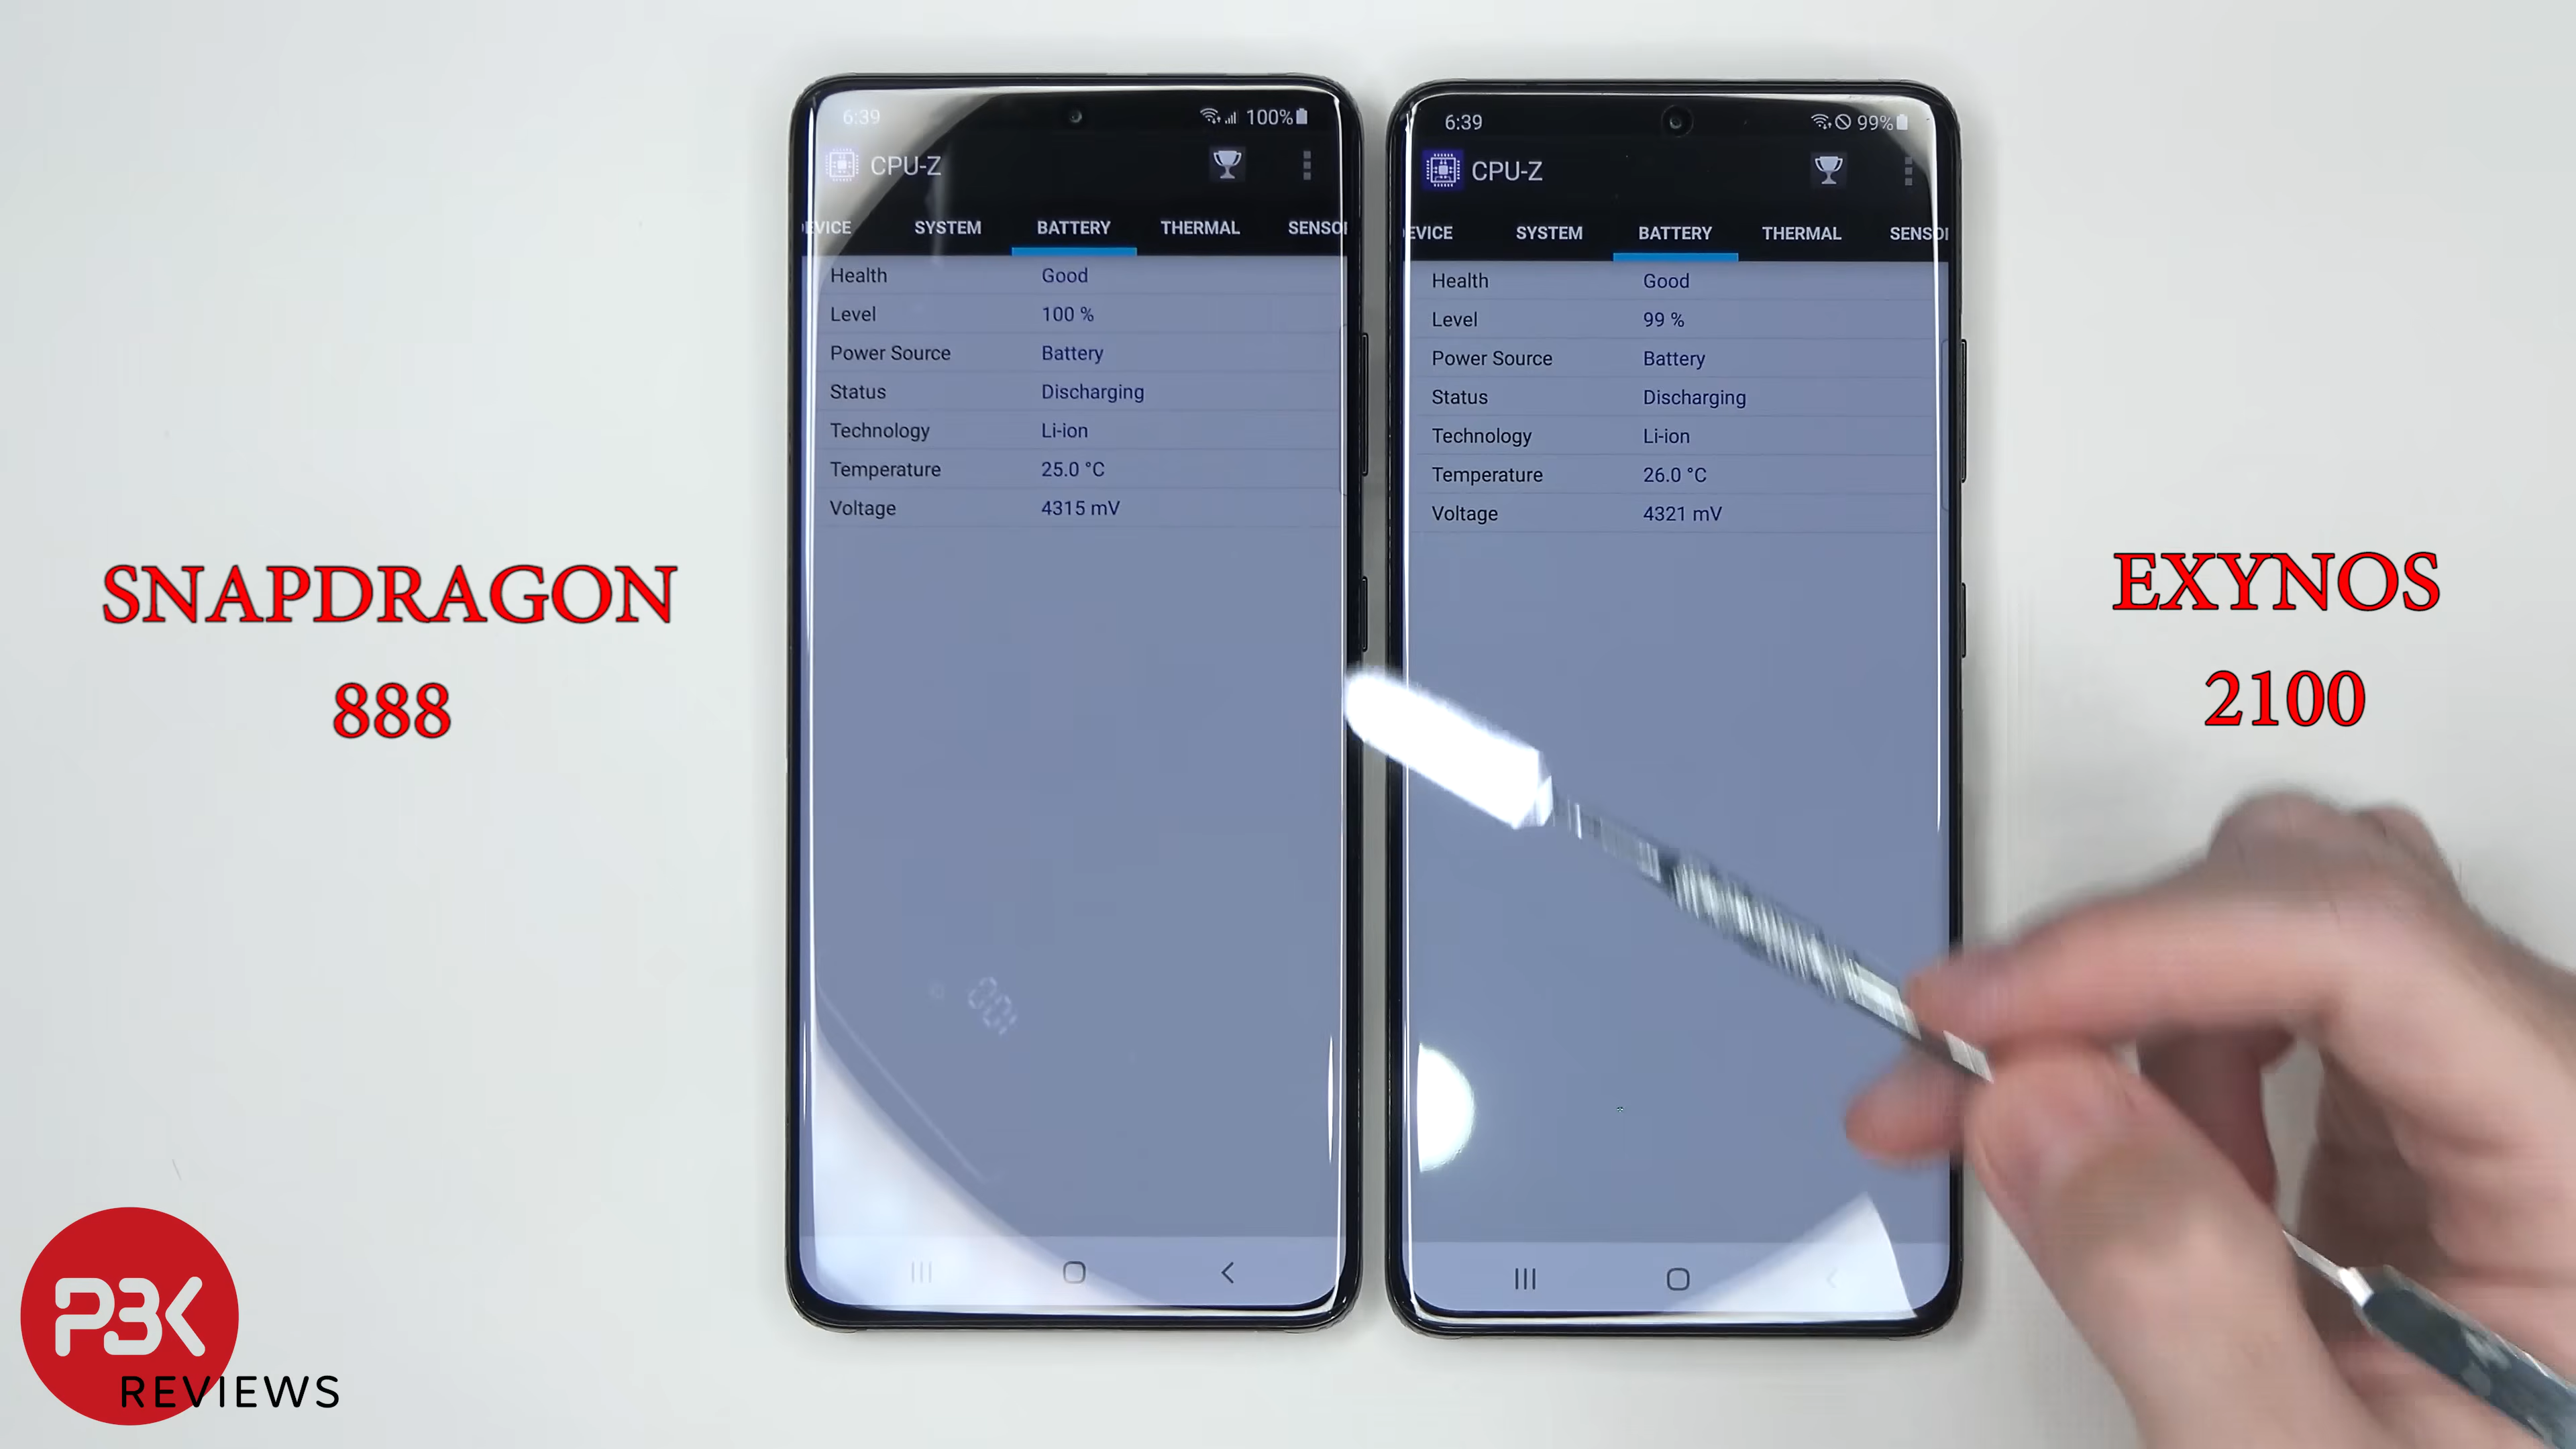 6:39
100%
CPU-Z
EVICE SYSTEM BATTERY THERMAL SENSO
Health Good
Level 100 %
Power Source Battery
Status Discharging
Technology Li-ion
Temperature 25.0 °C
Voltage 4315 mV
6:39
99%
CPU-Z
EVICE SYSTEM BATTERY THERMAL SENSO
Health Good
Level 99 %
Power Source Battery
Status Discharging
Technology Li-ion
Temperature 26.0 °C
Voltage 4321 mV
SNAPDRAGON
888
EXYNOS
2100
PBK
REVIEWS